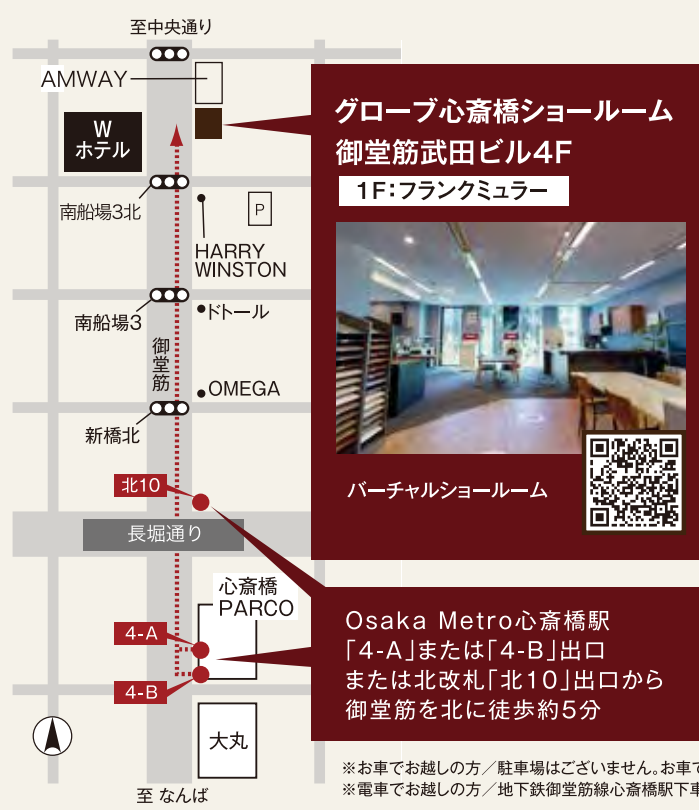 至中央通り
AMWAY
W
ホテル
グローブ心斎橋ショールーム
御堂筋武田ビル4F
1F:フランクミュラー
南船場3北
P
HARRY
WINSTON
南船場3
ドトール
御堂筋
OMEGA
新橋北
北10
バーチャルショールーム
長堀通り
心斎橋
PARCO
4-A
4-B
Osaka Metro心斎橋駅
「4-A」または「4-B」出口
または北改札「北10」出口から
御堂筋を北に徒歩約5分
大丸
至 なんば
※お車でお越しの方／駐車場はございません。お車で
※電車でお越しの方／地下鉄御堂筋線心斎橋駅下車